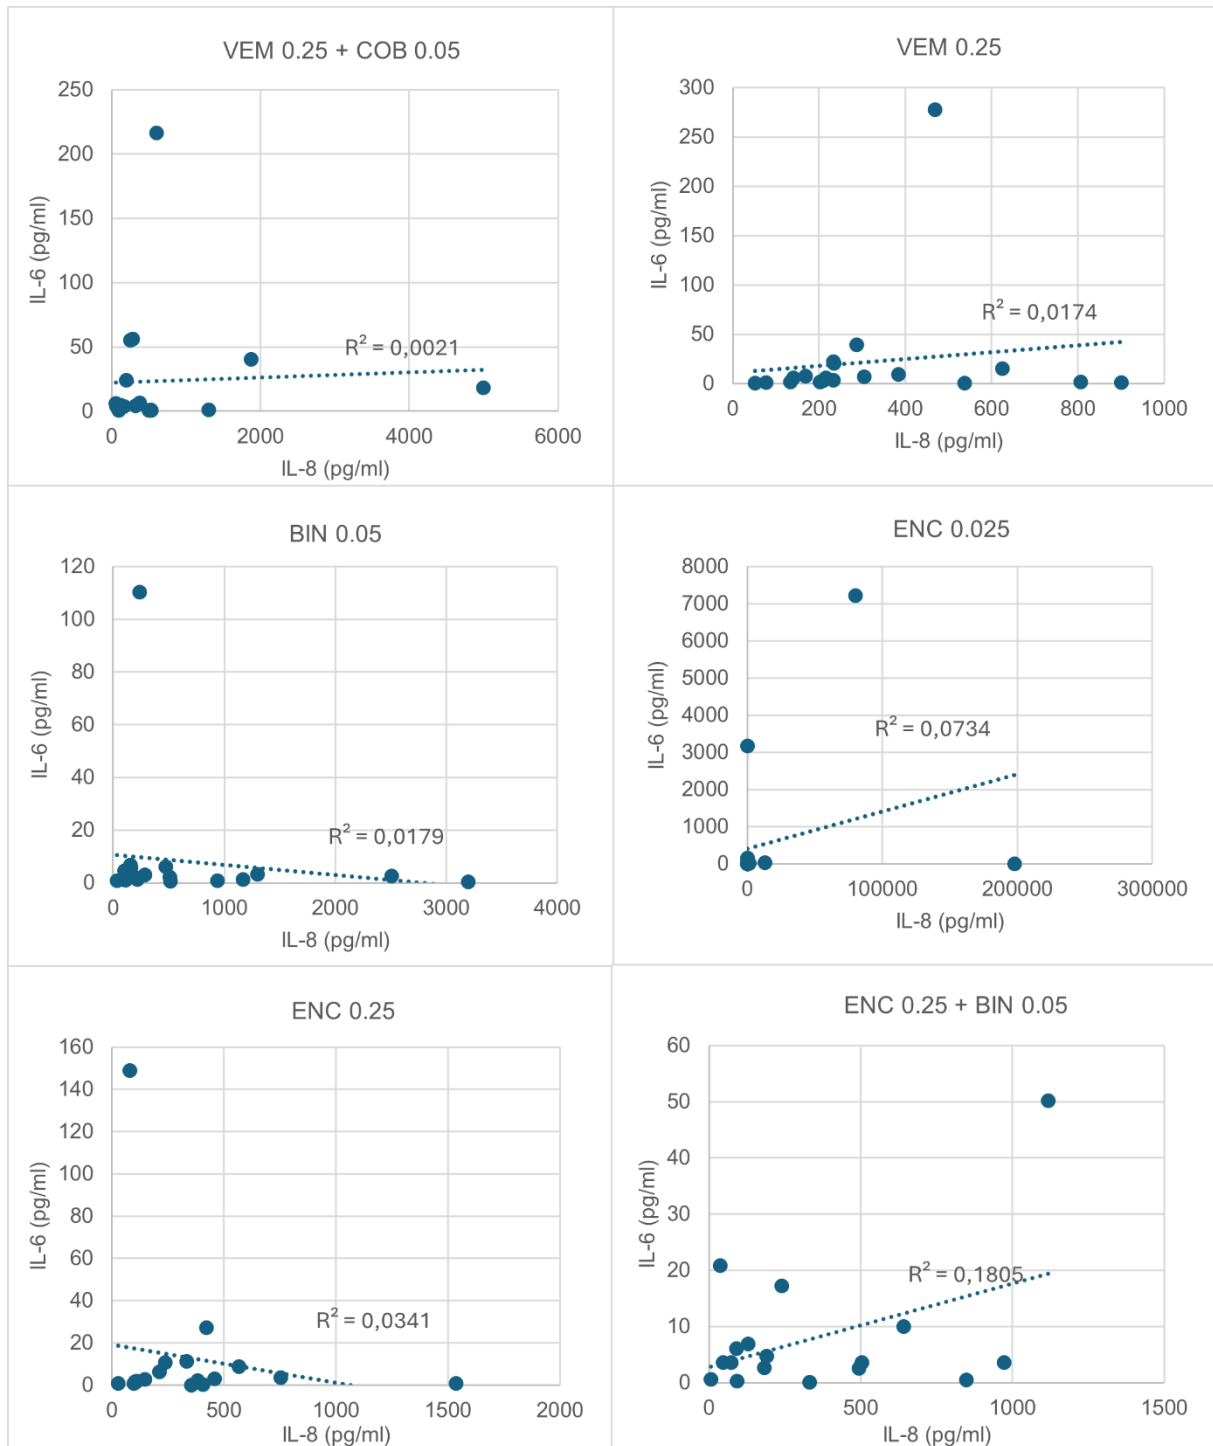 VEM 0.25 + COB 0.05
250
200
150
100
50
0
IL-6 (pg/ml)
R² = 0,0021
0 2000 4000 6000
IL-8 (pg/ml)
VEM 0.25
300
250
200
150
100
50
0
IL-6 (pg/ml)
R² = 0,0174
0 200 400 600 800 1000
IL-8 (pg/ml)
BIN 0.05
120
100
80
60
40
20
0
IL-6 (pg/ml)
R² = 0,0179
0 1000 2000 3000 4000
IL-8 (pg/ml)
ENC 0.025
8000
7000
6000
5000
4000
3000
2000
1000
0
IL-6 (pg/ml)
R² = 0,0734
0 100000 200000 300000
IL-8 (pg/ml)
ENC 0.25
160
140
120
100
80
60
40
20
0
IL-6 (pg/ml)
R² = 0,0341
0 500 1000 1500 2000
IL-8 (pg/ml)
ENC 0.25 + BIN 0.05
60
50
40
30
20
10
0
IL-6 (pg/ml)
R² = 0,1805
0 500 1000 1500
IL-8 (pg/ml)